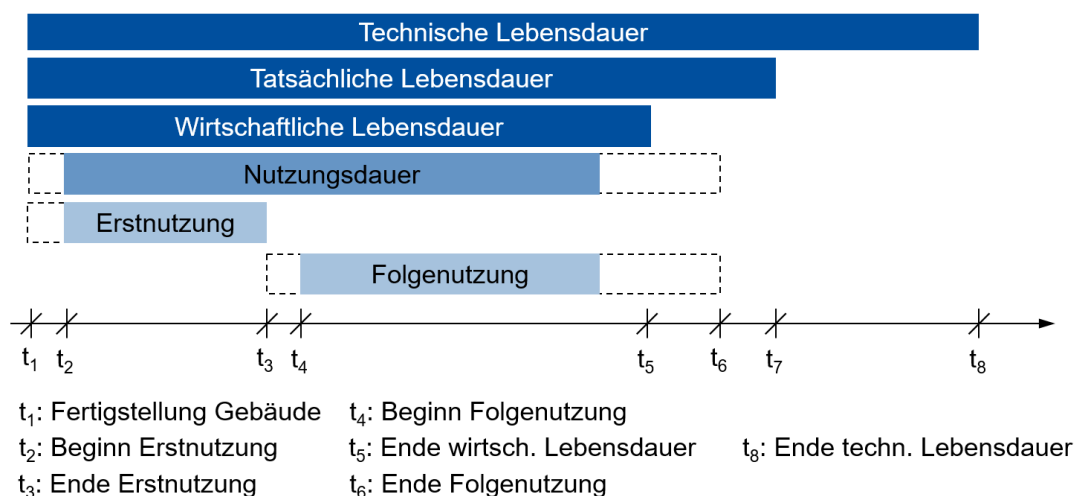 Technische Lebensdauer
Tatsächliche Lebensdauer
Wirtschaftliche Lebensdauer
Nutzungsdauer
Erstnutzung
Folgenutzung
t₁ t₂ t₃ t₄ t₅ t₆ t₇ t₈
t₁: Fertigstellung Gebäude t₄: Beginn Folgenutzung
t₂: Beginn Erstnutzung t₅: Ende wirtsch. Lebensdauer t₈: Ende techn. Lebensdauer
t₃: Ende Erstnutzung t₆: Ende Folgenutzung